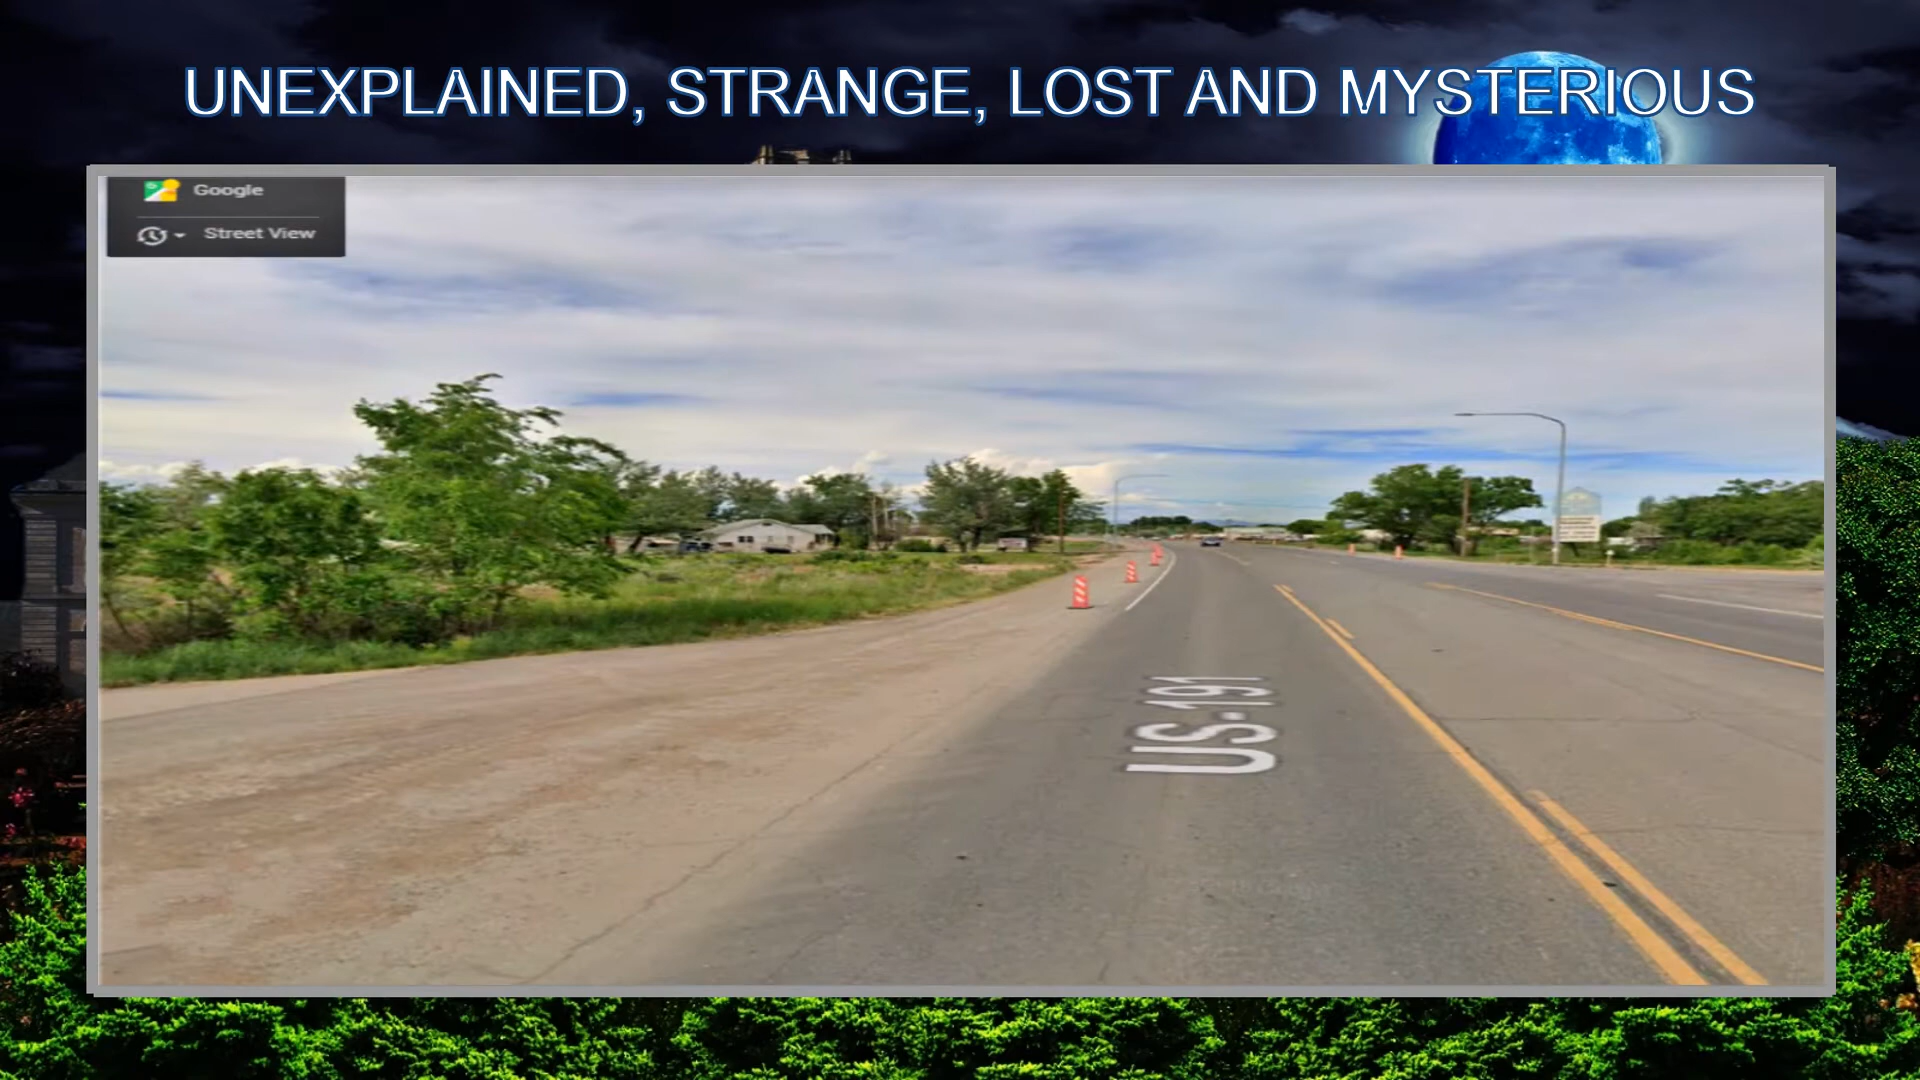 UNEXPLAINED, STRANGE, LOST AND MYSTERIOUS
Google
Street View
US-191